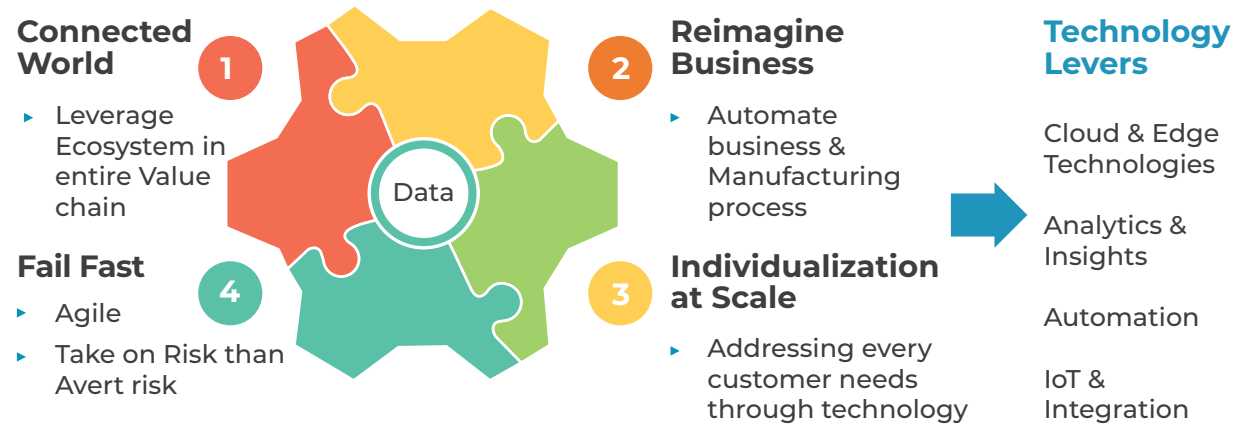 Connected
World
1
▸ Leverage
Ecosystem in
entire Value
chain
Fail Fast
4
▸ Agile
▸ Take on Risk than
Avert risk
Data
2
Reimagine
Business
▸ Automate
business &
Manufacturing
process
3
Individualization
at Scale
▸ Addressing every
customer needs
through technology
Technology
Levers
Cloud & Edge
Technologies
Analytics &
Insights
Automation
IoT &
Integration